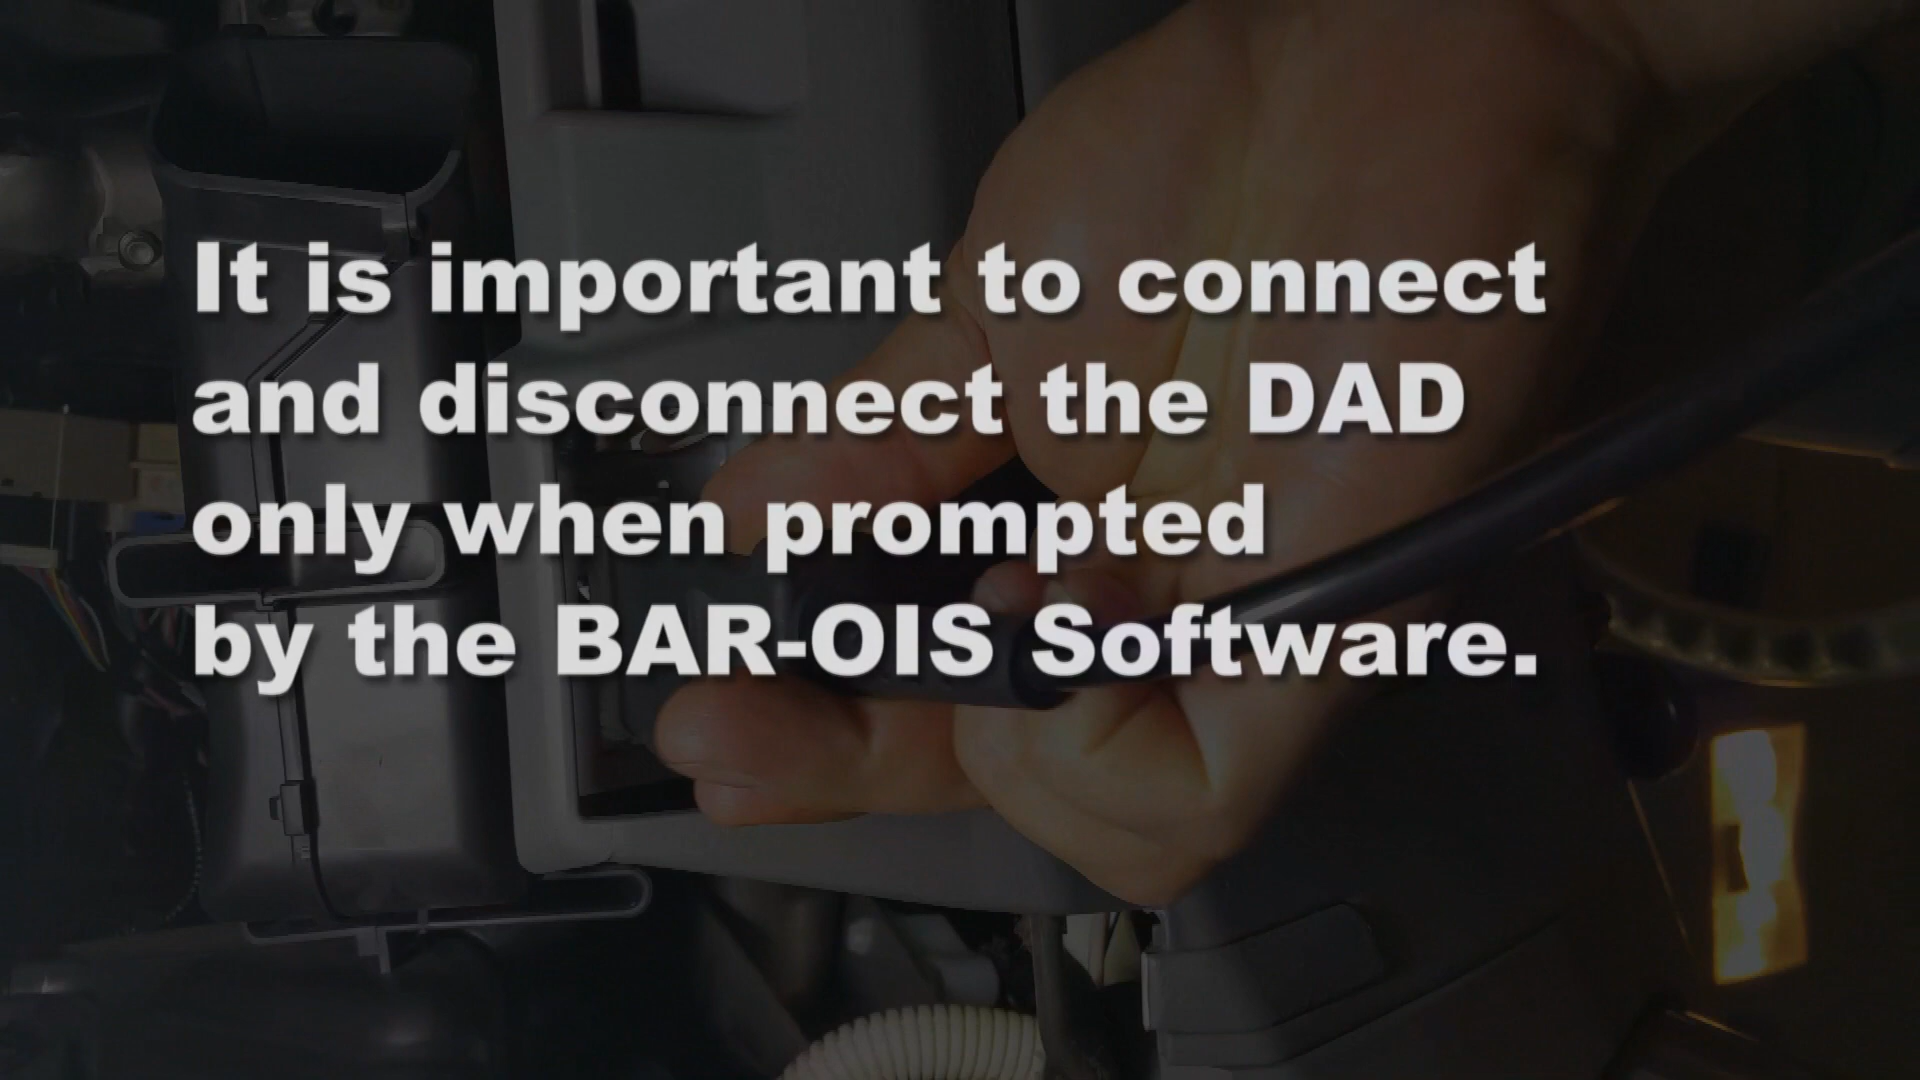 It is important to connect
and disconnect the DAD
only when prompted
by the BAR-OIS Software.